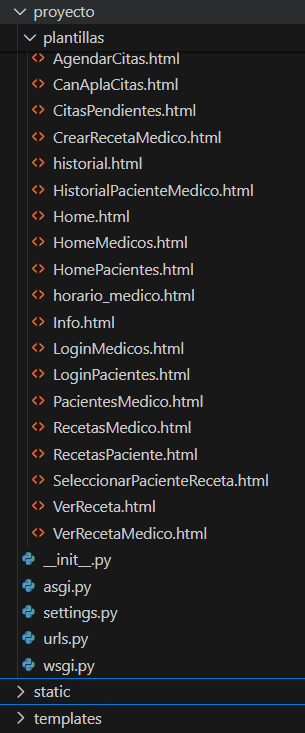 proyecto
plantillas
AgendarCitas.html
CanAplaCitas.html
CitasPendientes.html
CrearRecetaMedico.html
historial.html
HistorialPacienteMedico.html
Home.html
HomeMedicos.html
HomePacientes.html
horario_medico.html
Info.html
LoginMedicos.html
LoginPacientes.html
PacientesMedico.html
RecetasMedico.html
RecetasPaciente.html
SeleccionarPacienteReceta.html
VerReceta.html
VerRecetaMedico.html
__init__.py
asgi.py
settings.py
urls.py
wsgi.py
static
templates